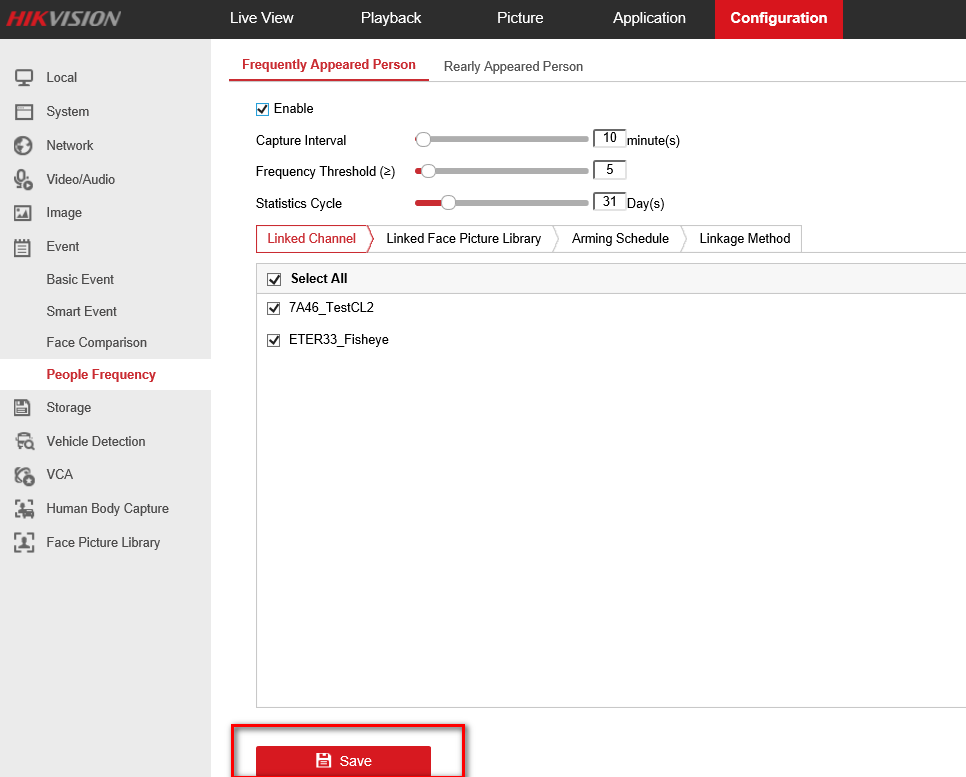 HIKVISION
Live View Playback Picture Application Configuration
Local
System
Network
Video/Audio
Image
Event
Basic Event
Smart Event
Face Comparison
People Frequency
Storage
Vehicle Detection
VCA
Human Body Capture
Face Picture Library
Frequently Appeared Person Rearly Appeared Person
Enable
Capture Interval 10 minute(s)
Frequency Threshold (≥) 5
Statistics Cycle 31 Day(s)
Linked Channel Linked Face Picture Library Arming Schedule Linkage Method
Select All
7A46_TestCL2
ETER33_Fisheye
Save